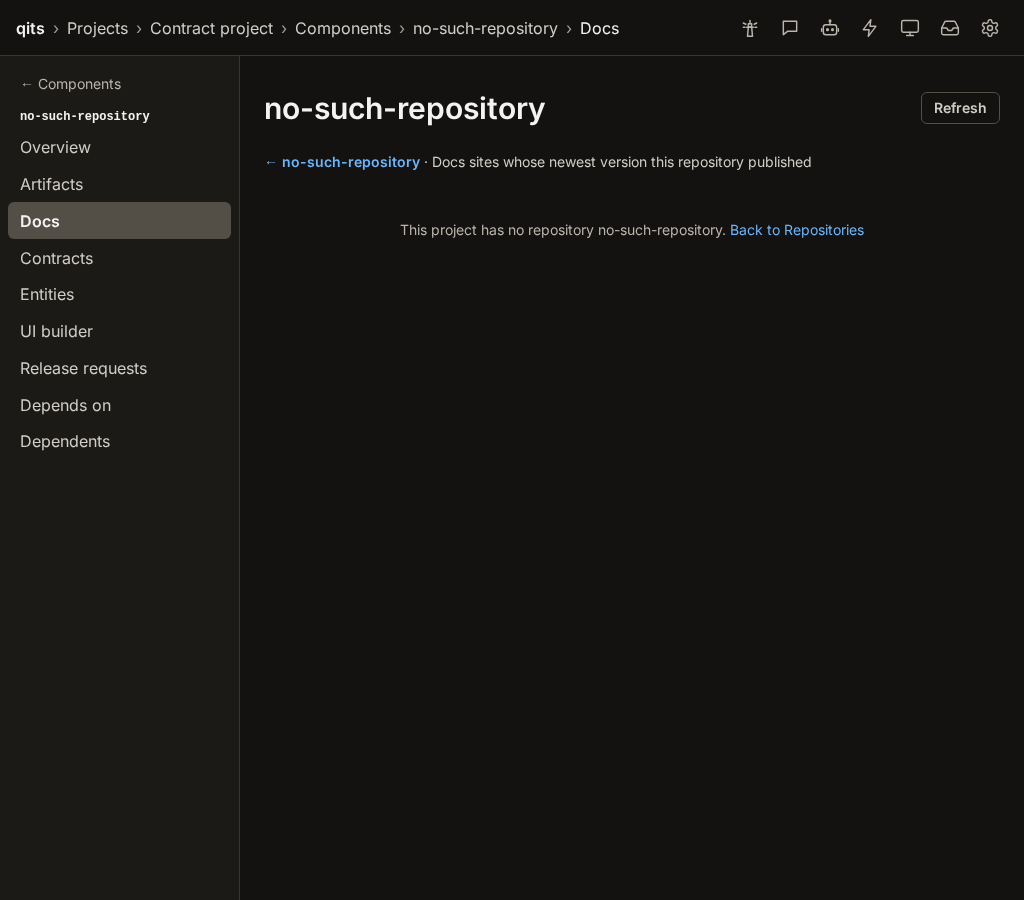 qits › Projects › Contract project › Components › no-such-repository › Docs
← Components
no-such-repository
Overview
Artifacts
Docs
Contracts
Entities
UI builder
Release requests
Depends on
Dependents
no-such-repository
Refresh
← no-such-repository · Docs sites whose newest version this repository published
This project has no repository no-such-repository. Back to Repositories